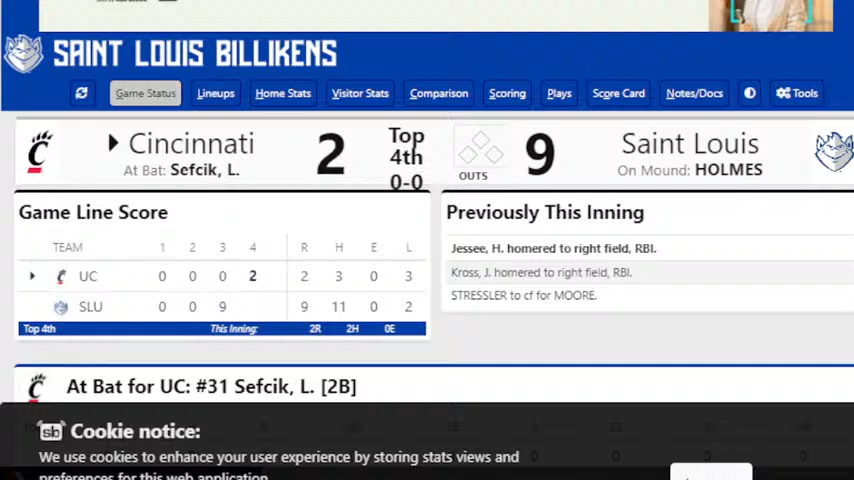 SAINT LOUIS BILLIKENS
Game Status Lineups Home Stats Visitor Stats Comparison Scoring Plays Score Card Notes/Docs Tools
Cincinnati
At Bat: Sefcik, L.
2
Top
4th
0-0
OUTS
9
Saint Louis
On Mound: HOLMES
Game Line Score
TEAM 1 2 3 4 R H E L
UC 0 0 0 2 2 3 0 3
SLU 0 0 9 9 11 0 2
Top 4th This Inning: 2R 2H 0E
Previously This Inning
Jessee, H. homered to right field, RBI.
Kross, J. homered to right field, RBI.
STRESSLER to cf for MOORE.
At Bat for UC: #31 Sefcik, L. [2B]
Cookie notice:
We use cookies to enhance your user experience by storing stats views and
preferences for this web application